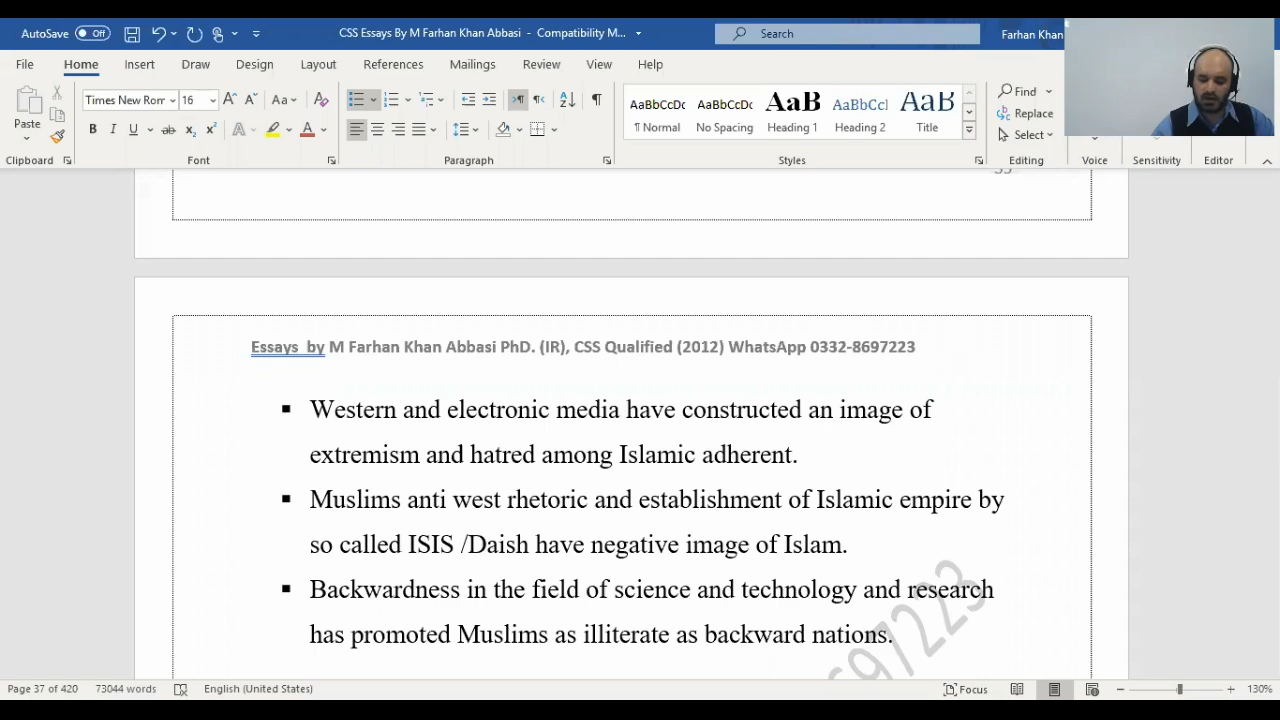 AutoSave Off CSS Essays By M Farhan Khan Abbasi - Compatibility M... Search Farhan Khan
File Home Insert Draw Design Layout References Mailings Review View Help
Times New Rorr 16 Aa Find
Paste B I U ab x₂ x² A A AaBbCcDc AaBbCcDc AaB AaBbCcl AaB Replace
¶ Normal No Spacing Heading 1 Heading 2 Title Select
Clipboard Font Paragraph Styles Editing Voice Sensitivity Editor
Essays by M Farhan Khan Abbasi PhD. (IR), CSS Qualified (2012) WhatsApp 0332-8697223
▪ Western and electronic media have constructed an image of
extremism and hatred among Islamic adherent.
▪ Muslims anti west rhetoric and establishment of Islamic empire by
so called ISIS /Daish have negative image of Islam.
▪ Backwardness in the field of science and technology and research
has promoted Muslims as illiterate as backward nations.
697223
Page 37 of 420 73044 words English (United States) Focus 130%